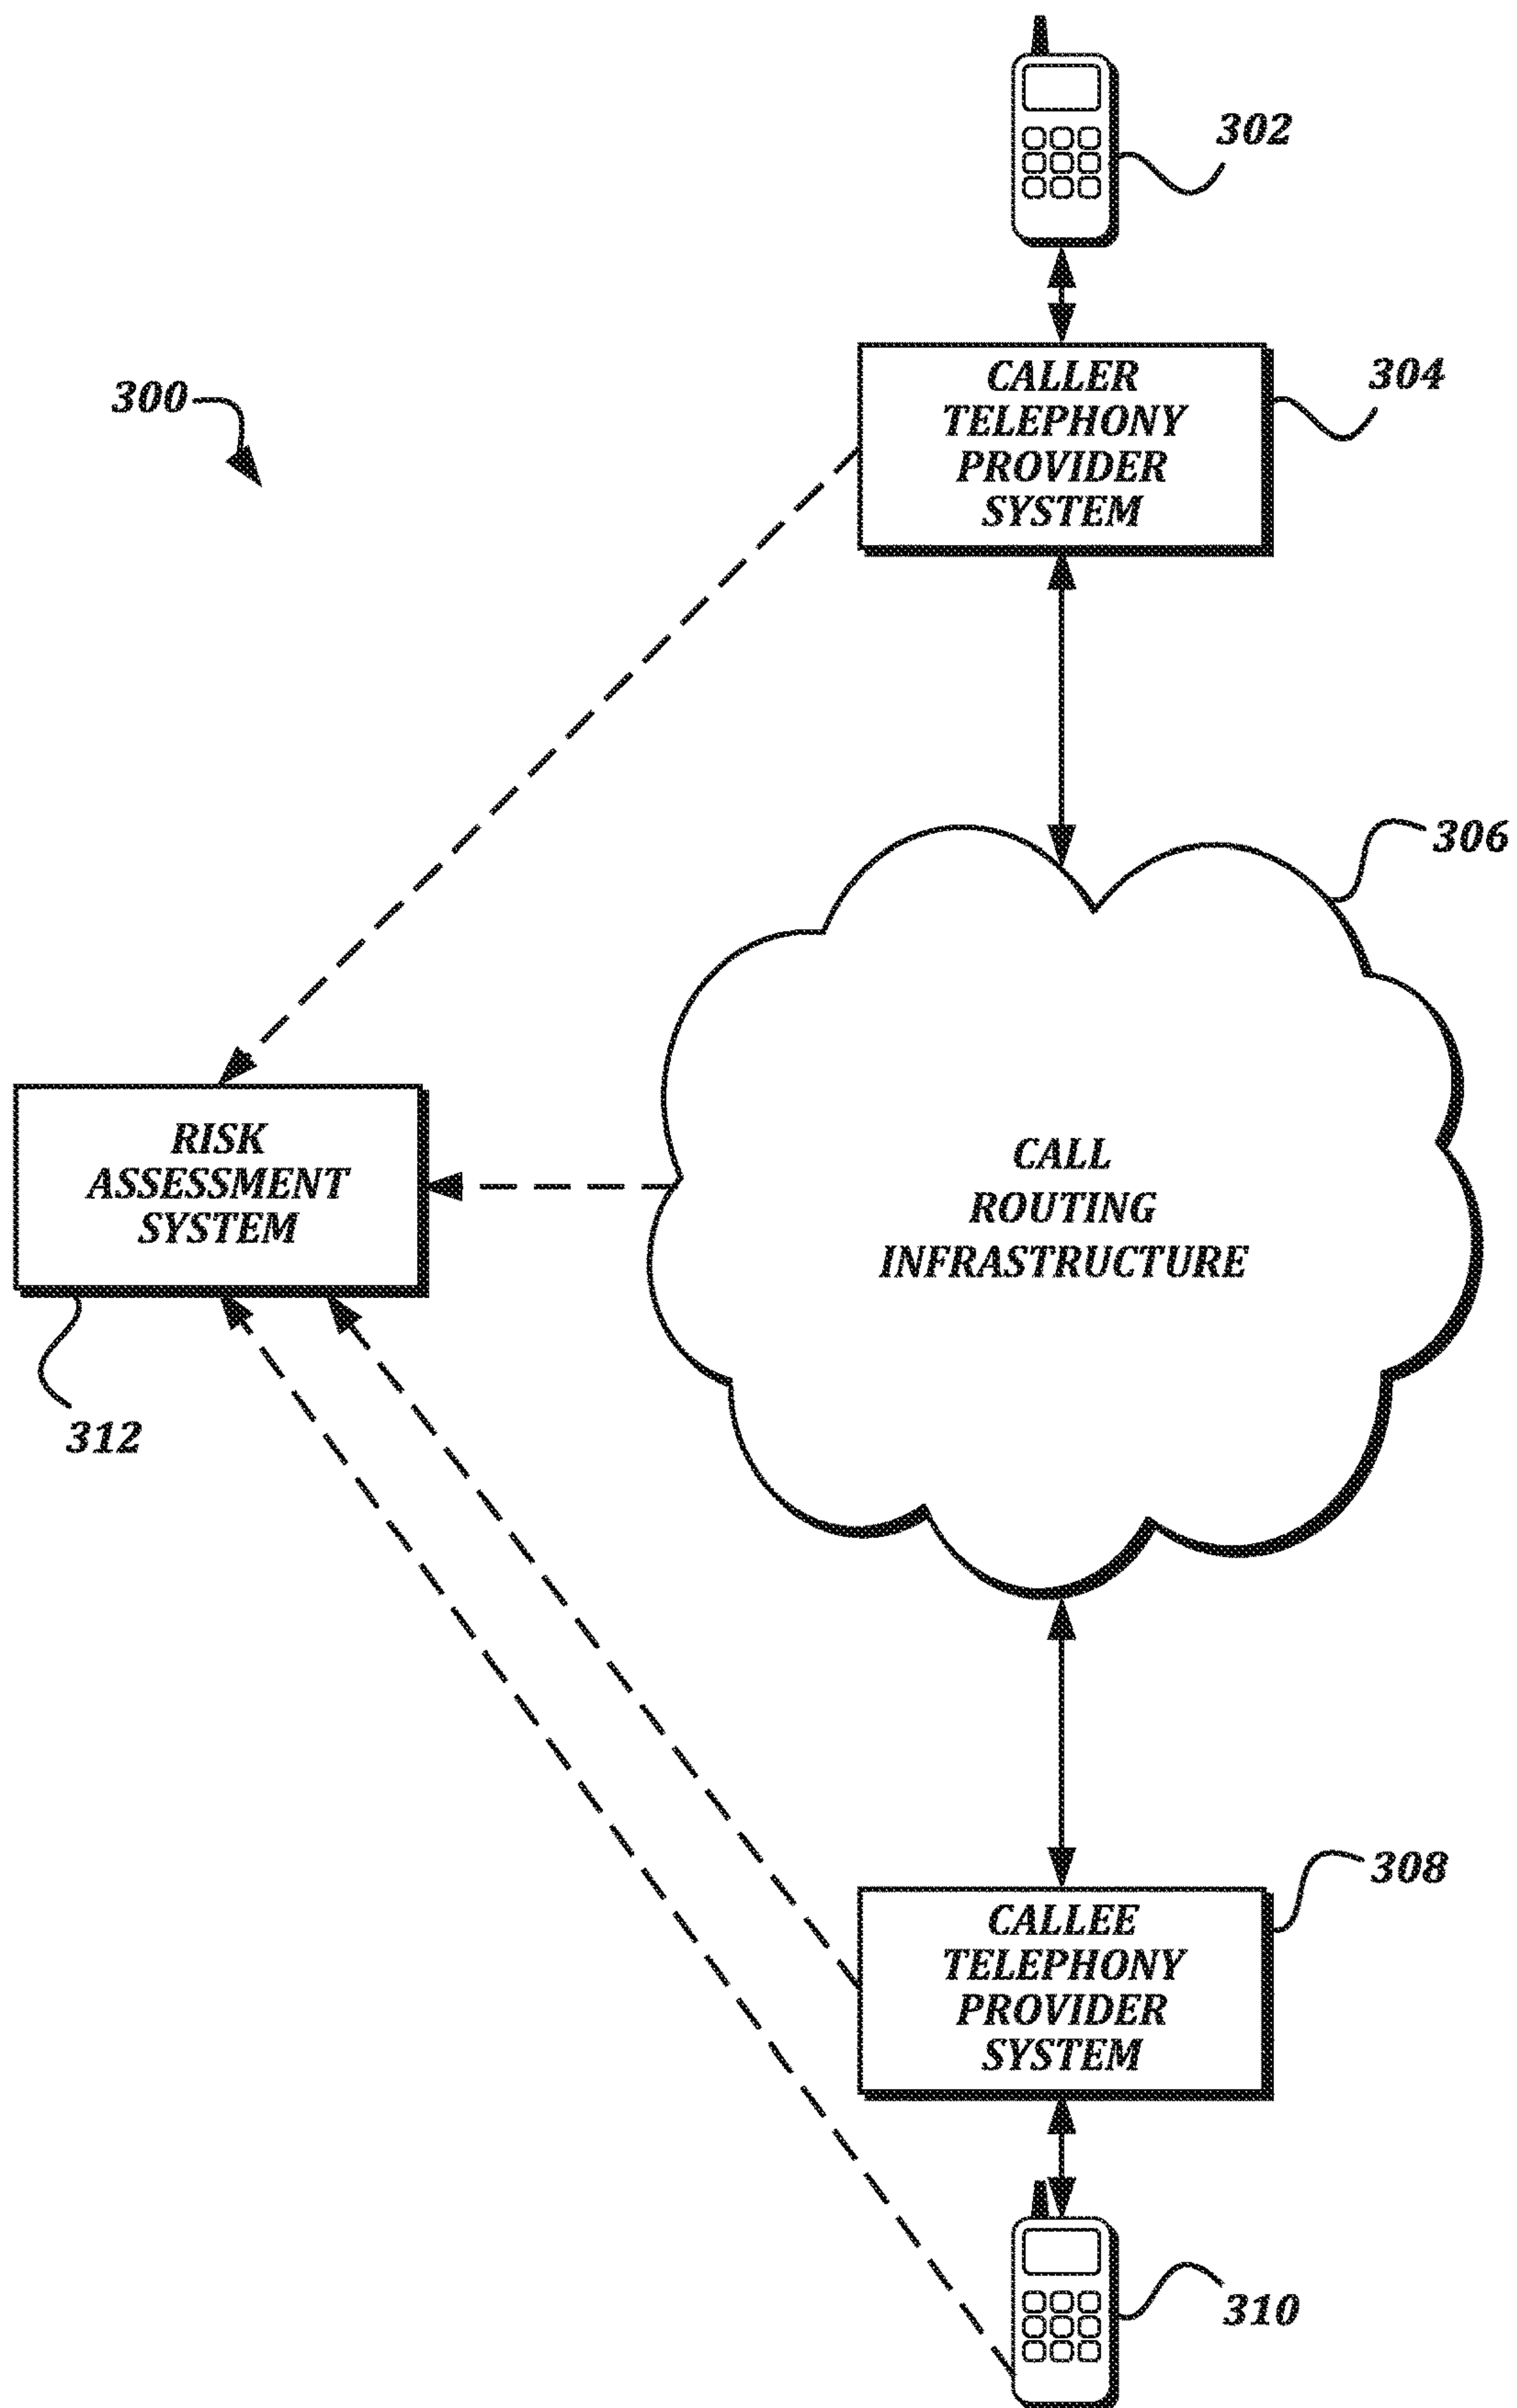 302
300
304
CALLER
TELEPHONY
PROVIDER
SYSTEM
306
RISK
ASSESSMENT
SYSTEM
CALL
ROUTING
INFRASTRUCTURE
312
308
CALLEE
TELEPHONY
PROVIDER
SYSTEM
310